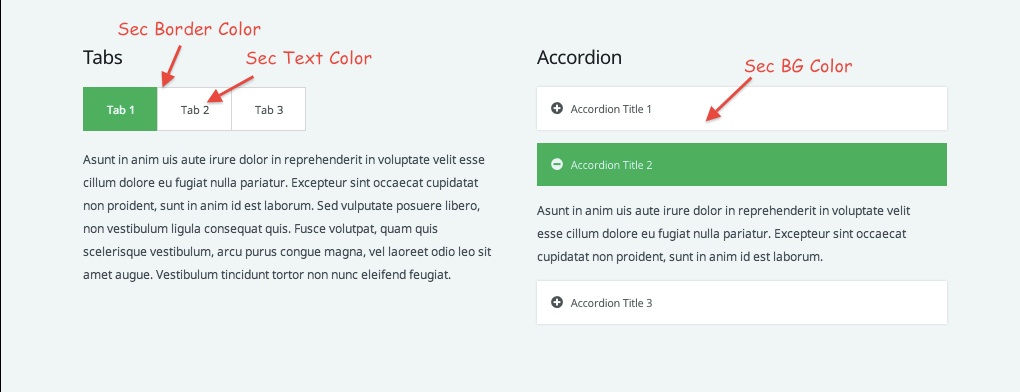 Sec Border Color
Tabs
Sec Text Color
Tab 1
Tab 2
Tab 3
Asunt in anim uis aute irure dolor in reprehenderit in voluptate velit esse
cillum dolore eu fugiat nulla pariatur. Excepteur sint occaecat cupidatat
non proident, sunt in anim id est laborum. Sed vulputate posuere libero,
non vestibulum ligula consequat quis. Fusce volutpat, quam quis
scelerisque vestibulum, arcu purus congue magna, vel laoreet odio leo sit
amet augue. Vestibulum tincidunt tortor non nunc eleifend feugiat.
Accordion
Sec BG Color
Accordion Title 1
Accordion Title 2
Asunt in anim uis aute irure dolor in reprehenderit in voluptate velit
esse cillum dolore eu fugiat nulla pariatur. Excepteur sint occaecat
cupidatat non proident, sunt in anim id est laborum.
Accordion Title 3